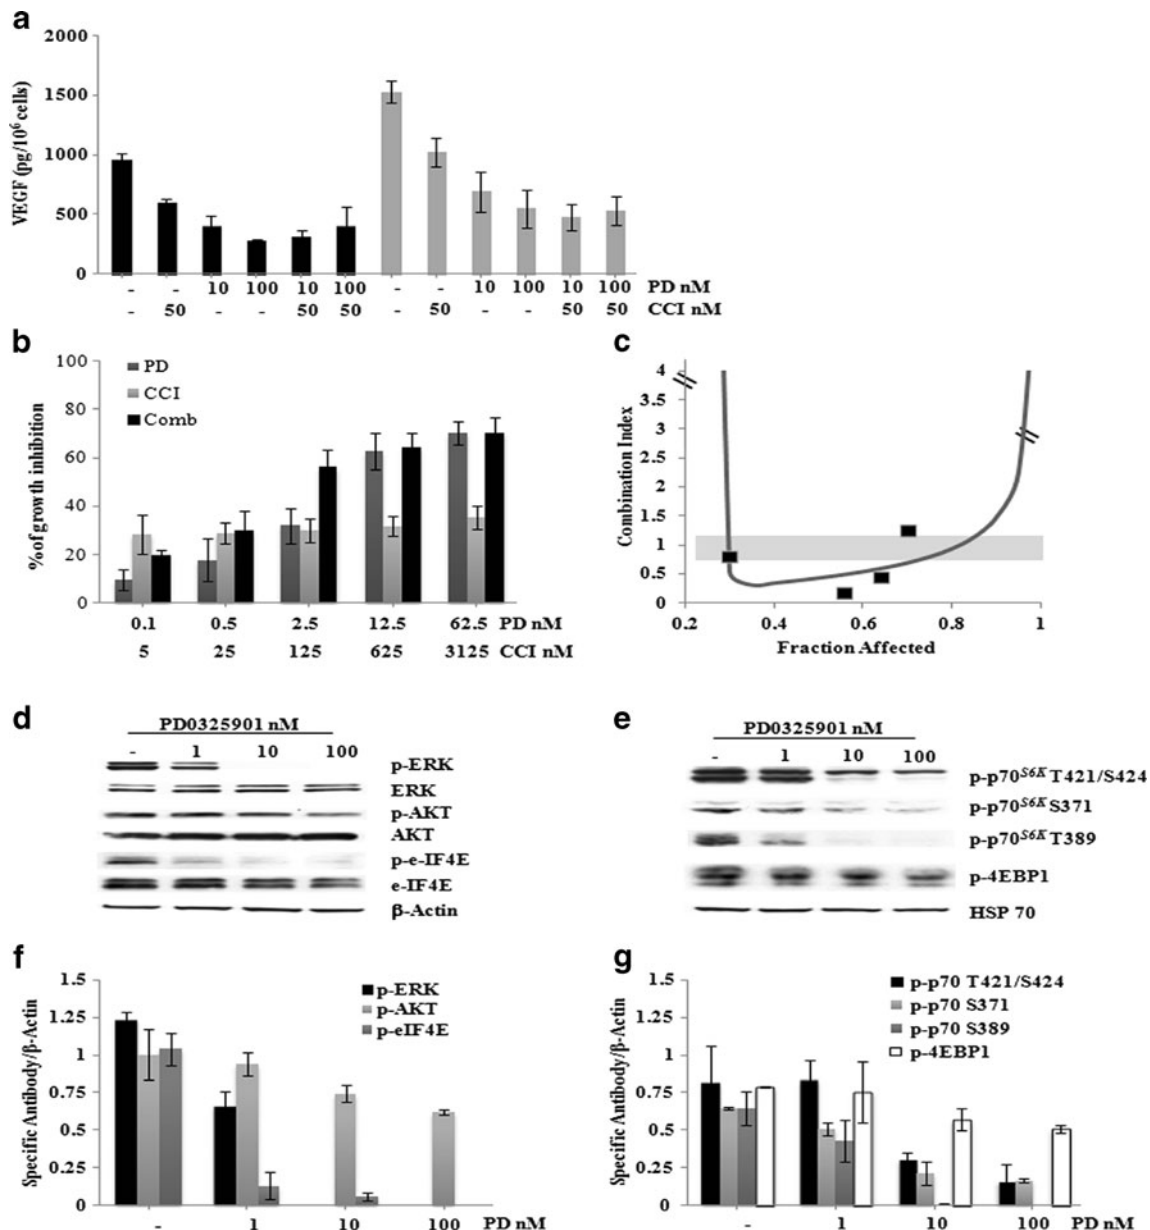 a
2000
1500
1000
500
0
VEGF (pg/10⁶ cells)
- - 10 100 10 100 - - 10 100 10 100 PD nM
- 50 - - 50 50 - 50 - - 50 50 CCI nM
b
100
80
60
40
20
0
% of growth inhibition
PD
CCI
Comb
0.1 0.5 2.5 12.5 62.5 PD nM
5 25 125 625 3125 CCI nM
c
4
3.5
3
2.5
2
1.5
1
0.5
0
Combination Index
0.2 0.4 0.6 0.8 1
Fraction Affected
d
PD0325901 nM
- 1 10 100
p-ERK
ERK
p-AKT
AKT
p-e-IF4E
e-IF4E
β-Actin
e
PD0325901 nM
- 1 10 100
p-p70S6K T421/S424
p-p70S6K S371
p-p70S6K T389
p-4EBP1
HSP 70
f
1.5
1.25
1
0.75
0.5
0.25
0
Specific Antibody/β-Actin
p-ERK
p-AKT
p-eIF4E
- 1 10 100 PD nM
g
1.5
1.25
1
0.75
0.5
0.25
0
Specific Antibody/β-Actin
p-p70 T421/S424
p-p70 S371
p-p70 S389
p-4EBP1
- 1 10 100 PD nM